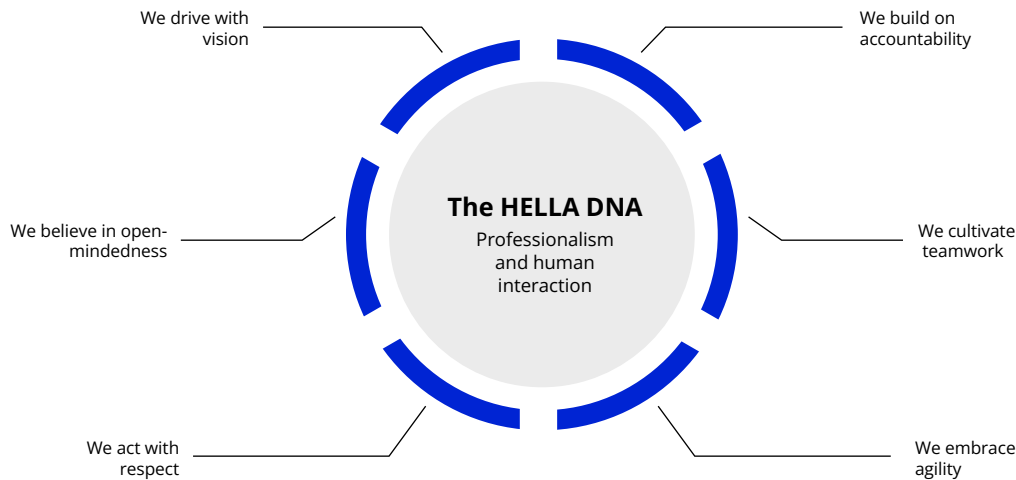 We drive with
vision
We build on
accountability
We believe in open-
mindedness
The HELLA DNA
Professionalism
and human
interaction
We cultivate
teamwork
We act with
respect
We embrace
agility